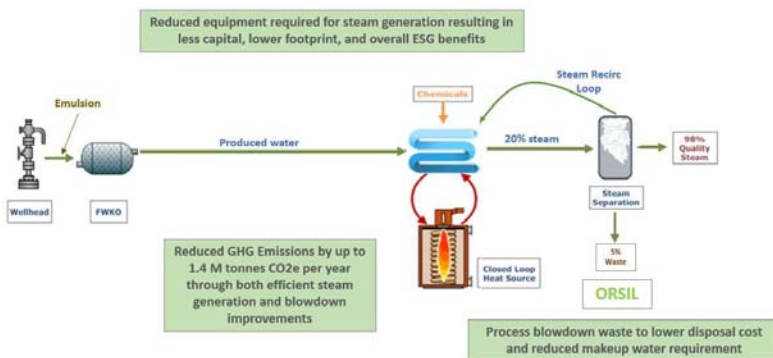 Reduced equipment required for steam generation resulting in
less capital, lower footprint, and overall ESG benefits
Steam Recirc
Loop
Chemicals
Emulsion
Produced water
20% steam
98%
Quality
Steam
Wellhead
FWKO
Steam
Separation
Reduced GHG Emissions by up to
1.4 M tonnes CO2e per year
through both efficient steam
generation and blowdown
improvements
Closed Loop
Heat Source
5%
Waste
ORSIL
Process blowdown waste to lower disposal cost
and reduced makeup water requirement